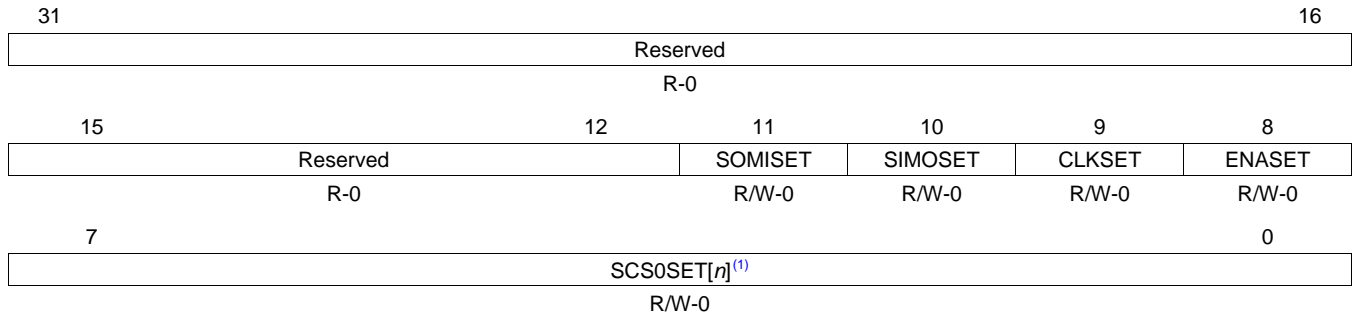 31 16
Reserved
R-0
15 12 11 10 9 8
Reserved SOMISET SIMOSET CLKSET ENASET
R-0 R/W-0 R/W-0 R/W-0 R/W-0
7 0
SCS0SET[n](1)
R/W-0